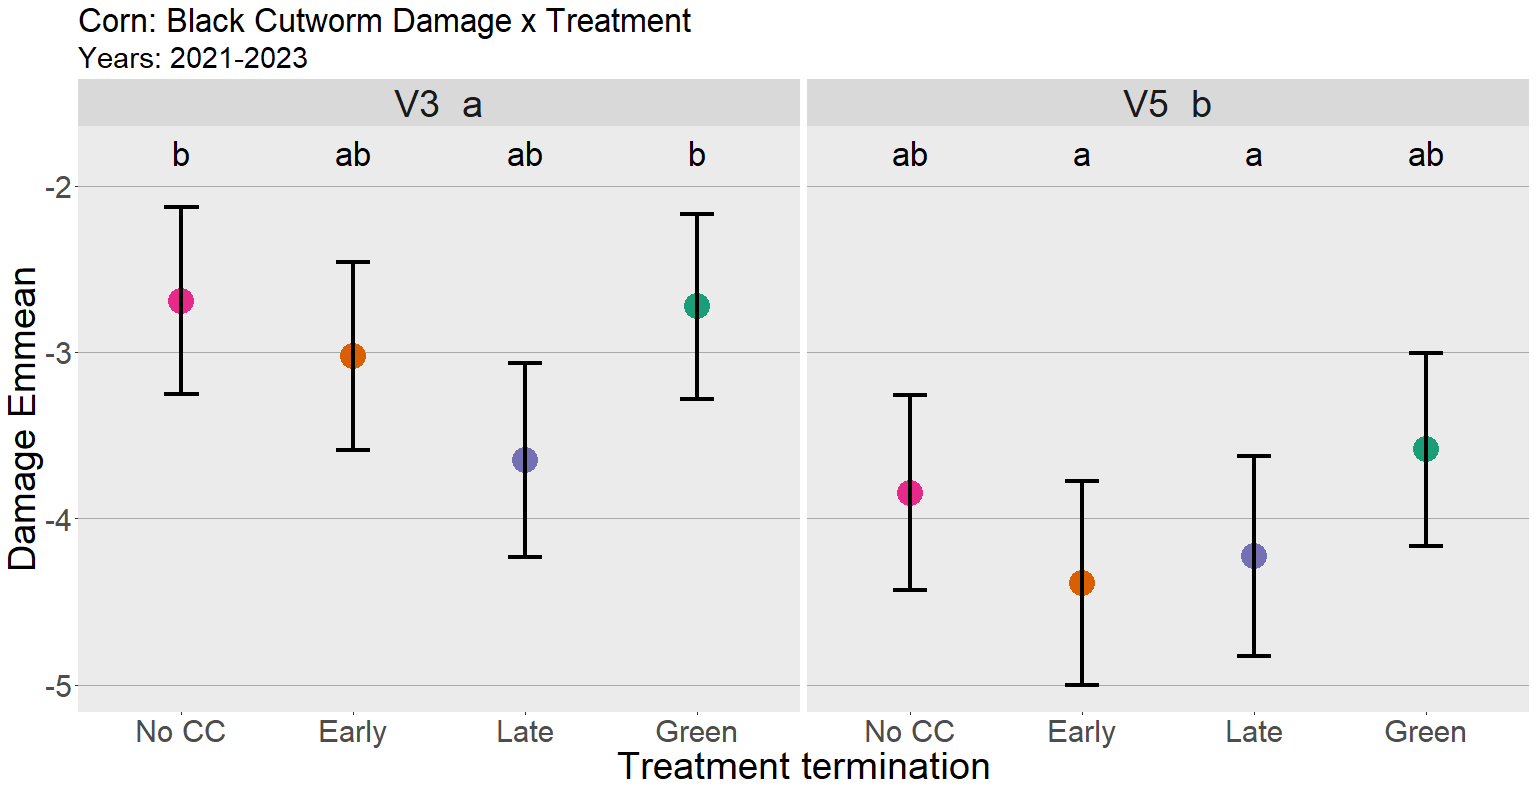 Corn: Black Cutworm Damage x Treatment
Years: 2021-2023
V3 a
V5 b
b ab ab b
ab a a ab
-2
-3
-4
-5
Damage Emmean
No CC Early Late Green
No CC Early Late Green
Treatment termination